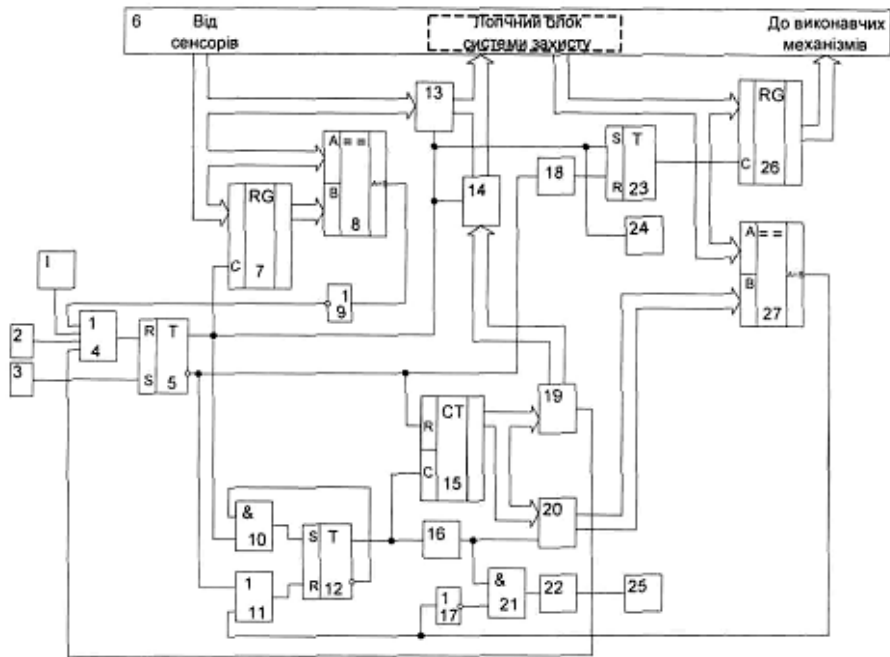 6 Від сенсорів
Логічний блок системи захисту
До виконавчих механізмів
13
RG
26
C
A
==
B
A=B
8
RG
C
7
14
18
S
T
R
23
24
A
==
B
A=B
27
1
2
3
1
4
R
T
S
5
1
9
CT
R
C
15
19
20
&
10
S
T
R
12
1
11
16
1
17
&
21
22
25